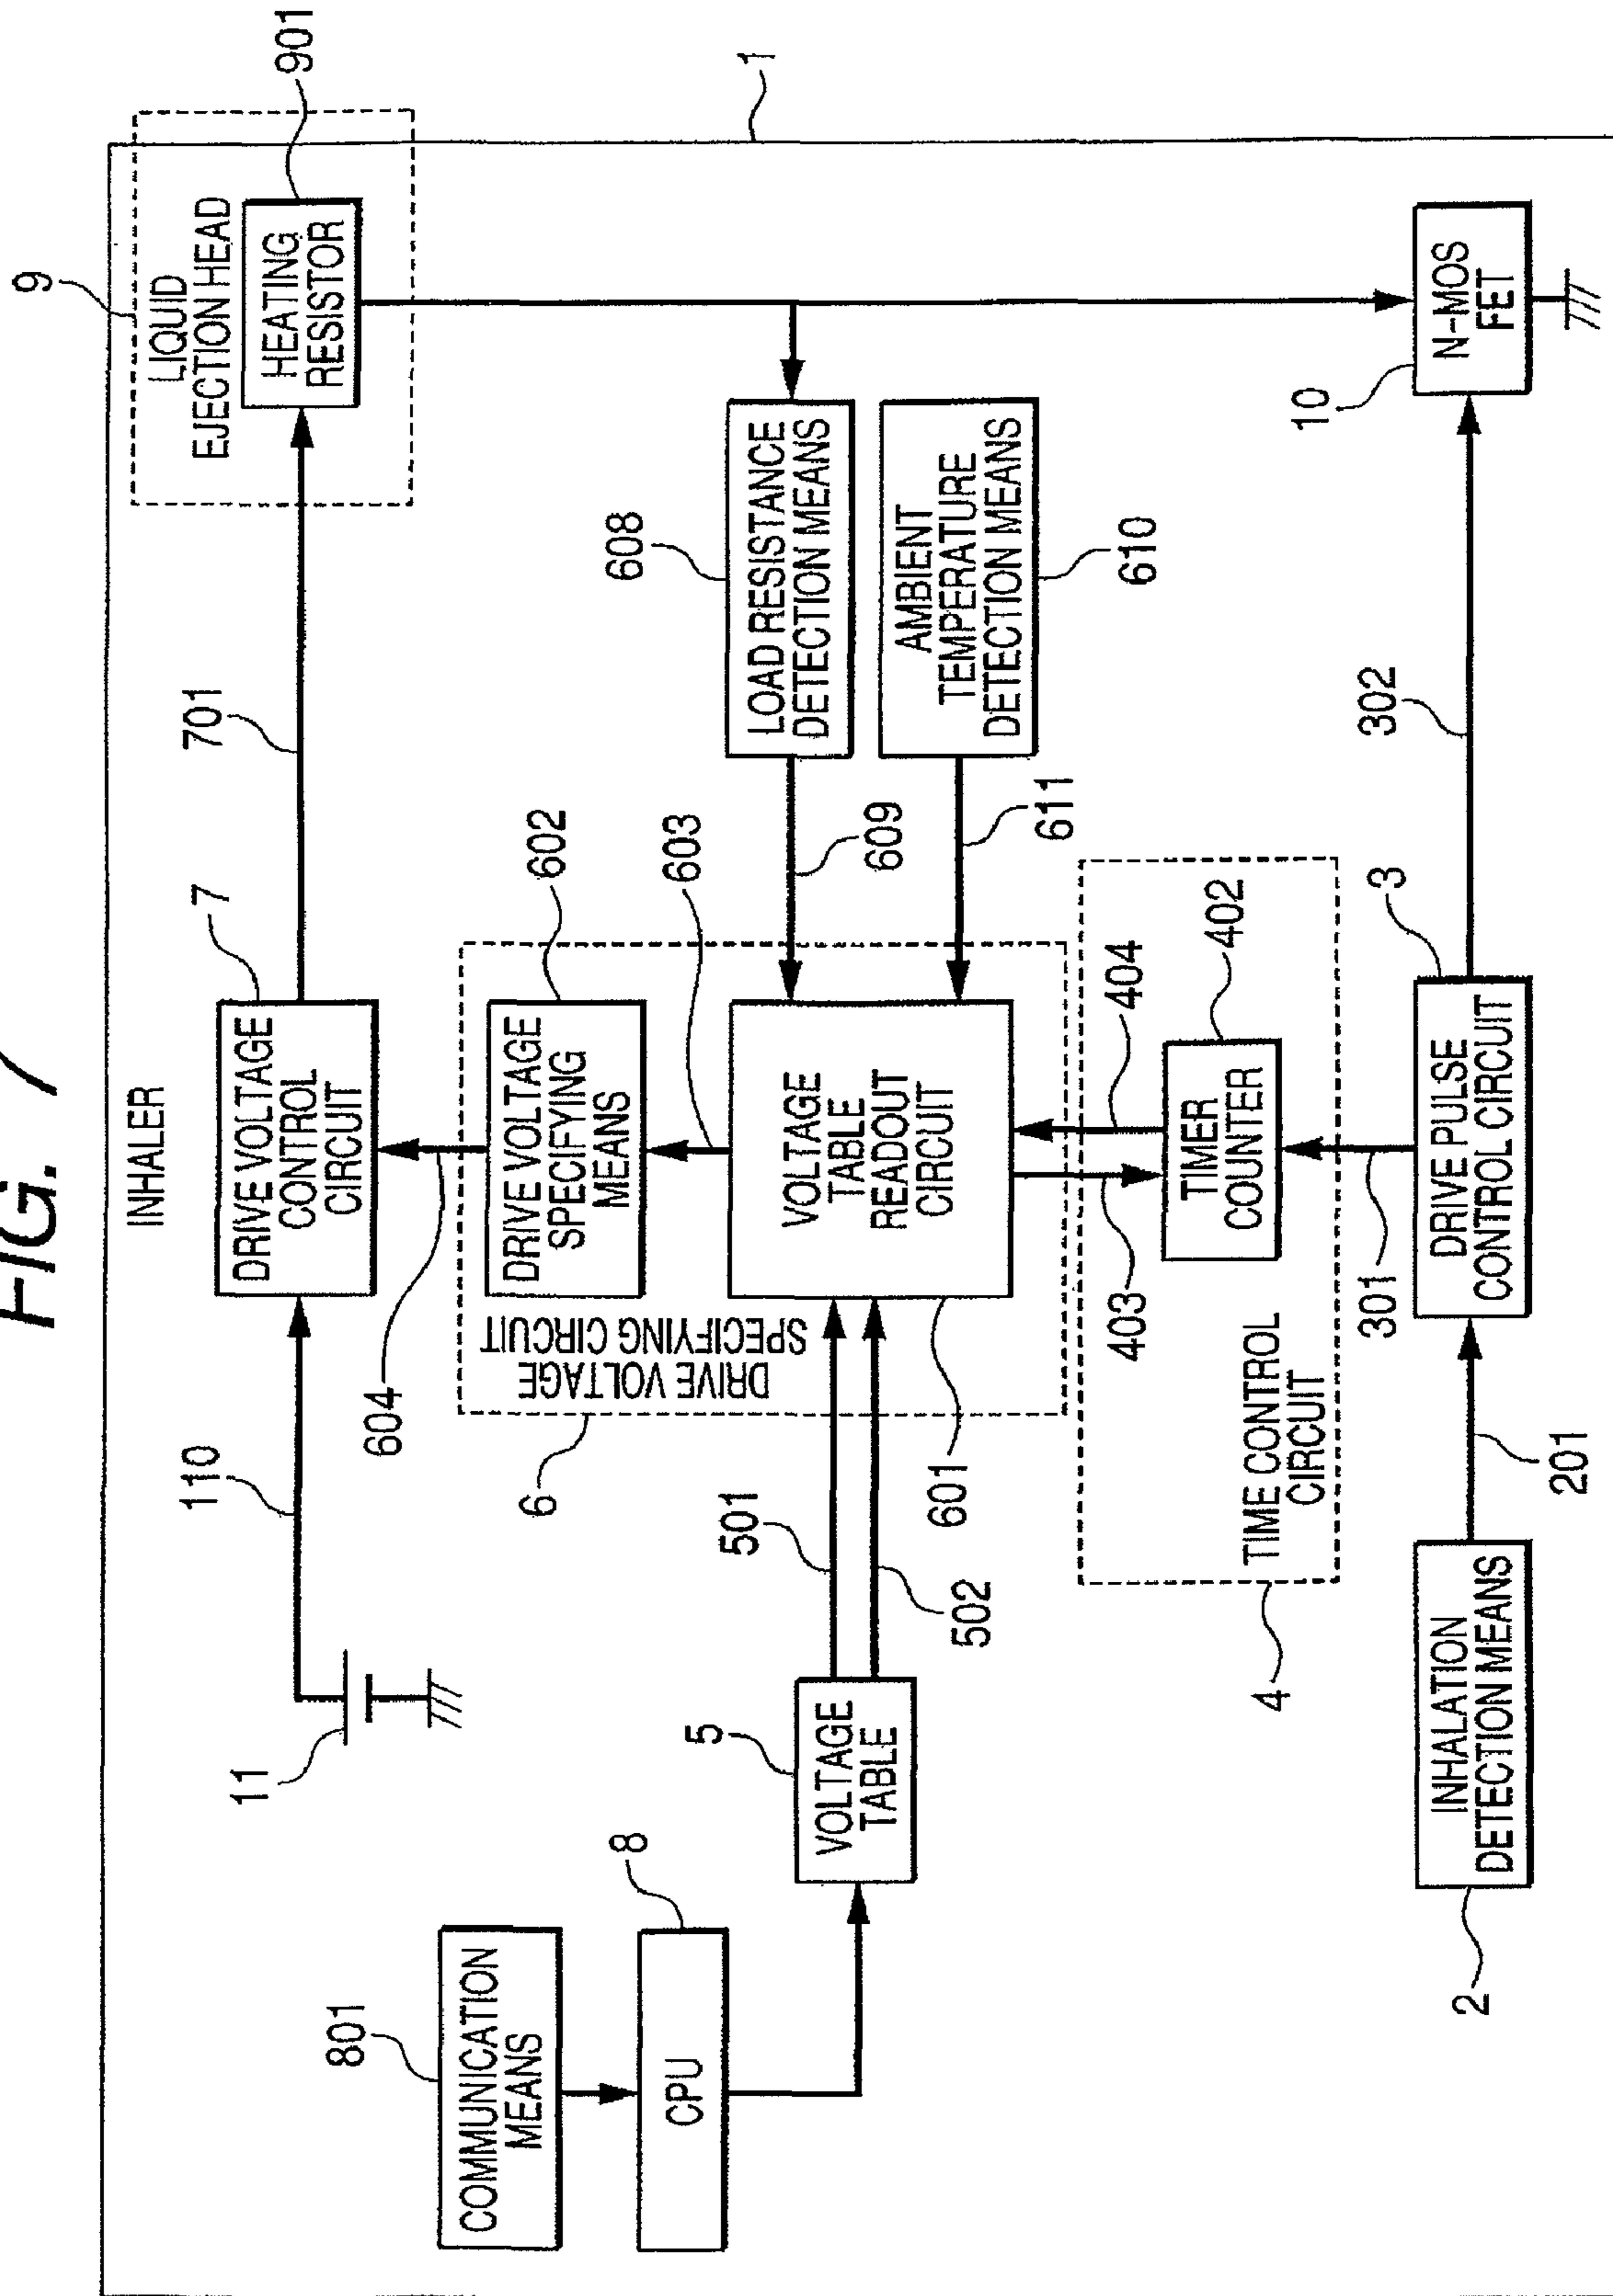 FIG. 7
INHALER
9
LIQUID
EJECTION HEAD
HEATING
RESISTOR
901
1
110
11
DRIVE VOLTAGE
CONTROL
CIRCUIT
7
701
604
801
COMMUNICATION
MEANS
8
CPU
6
DRIVE VOLTAGE
SPECIFYING CIRCUIT
DRIVE VOLTAGE
SPECIFYING
MEANS
602
603
608
LOAD RESISTANCE
DETECTION MEANS
609
5
VOLTAGE
TABLE
501
502
VOLTAGE
TABLE
READOUT
CIRCUIT
601
AMBIENT
TEMPERATURE
DETECTION MEANS
610
611
403
404
402
TIMER
COUNTER
TIME CONTROL
CIRCUIT
4
301
3
302
10
INHALATION
DETECTION MEANS
2
201
DRIVE PULSE
CONTROL CIRCUIT
N-MOS
FET